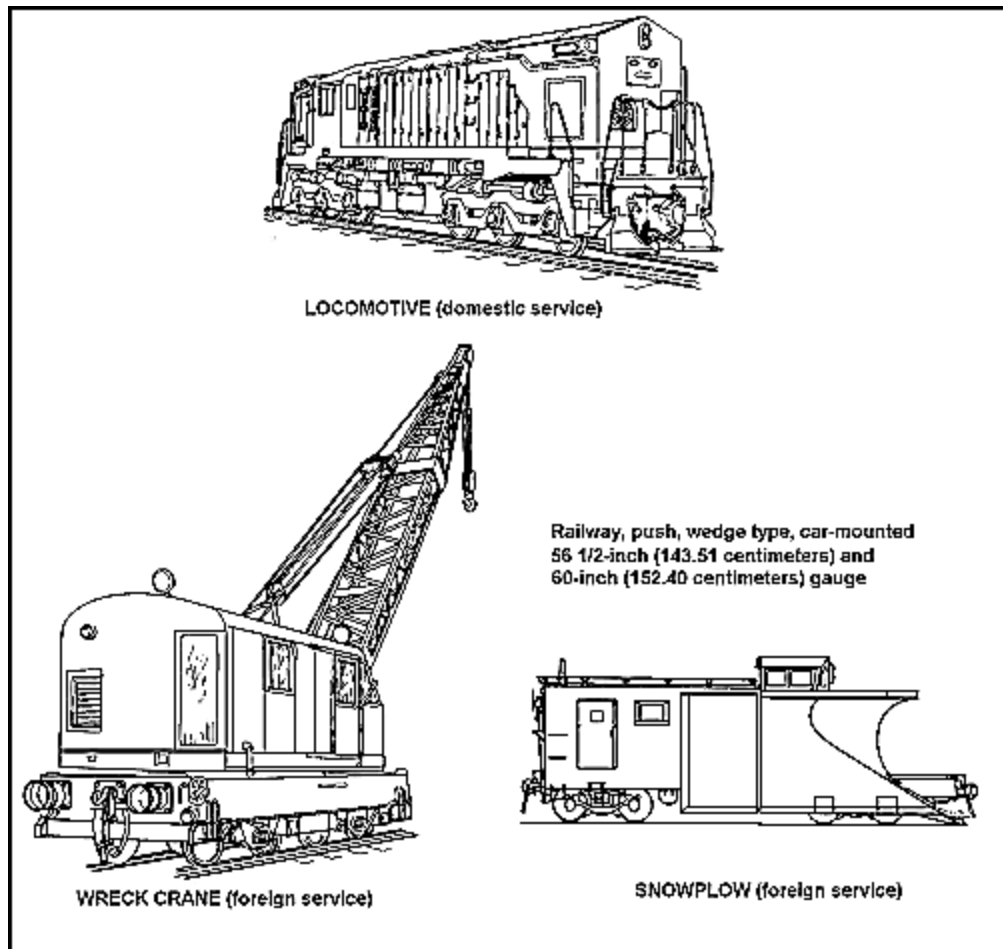 LOCOMOTIVE (domestic service)
Railway, push, wedge type, car-mounted
56 1/2-inch (143.51 centimeters) and
60-inch (152.40 centimeters) gauge
WRECK CRANE (foreign service)
SNOWPLOW (foreign service)